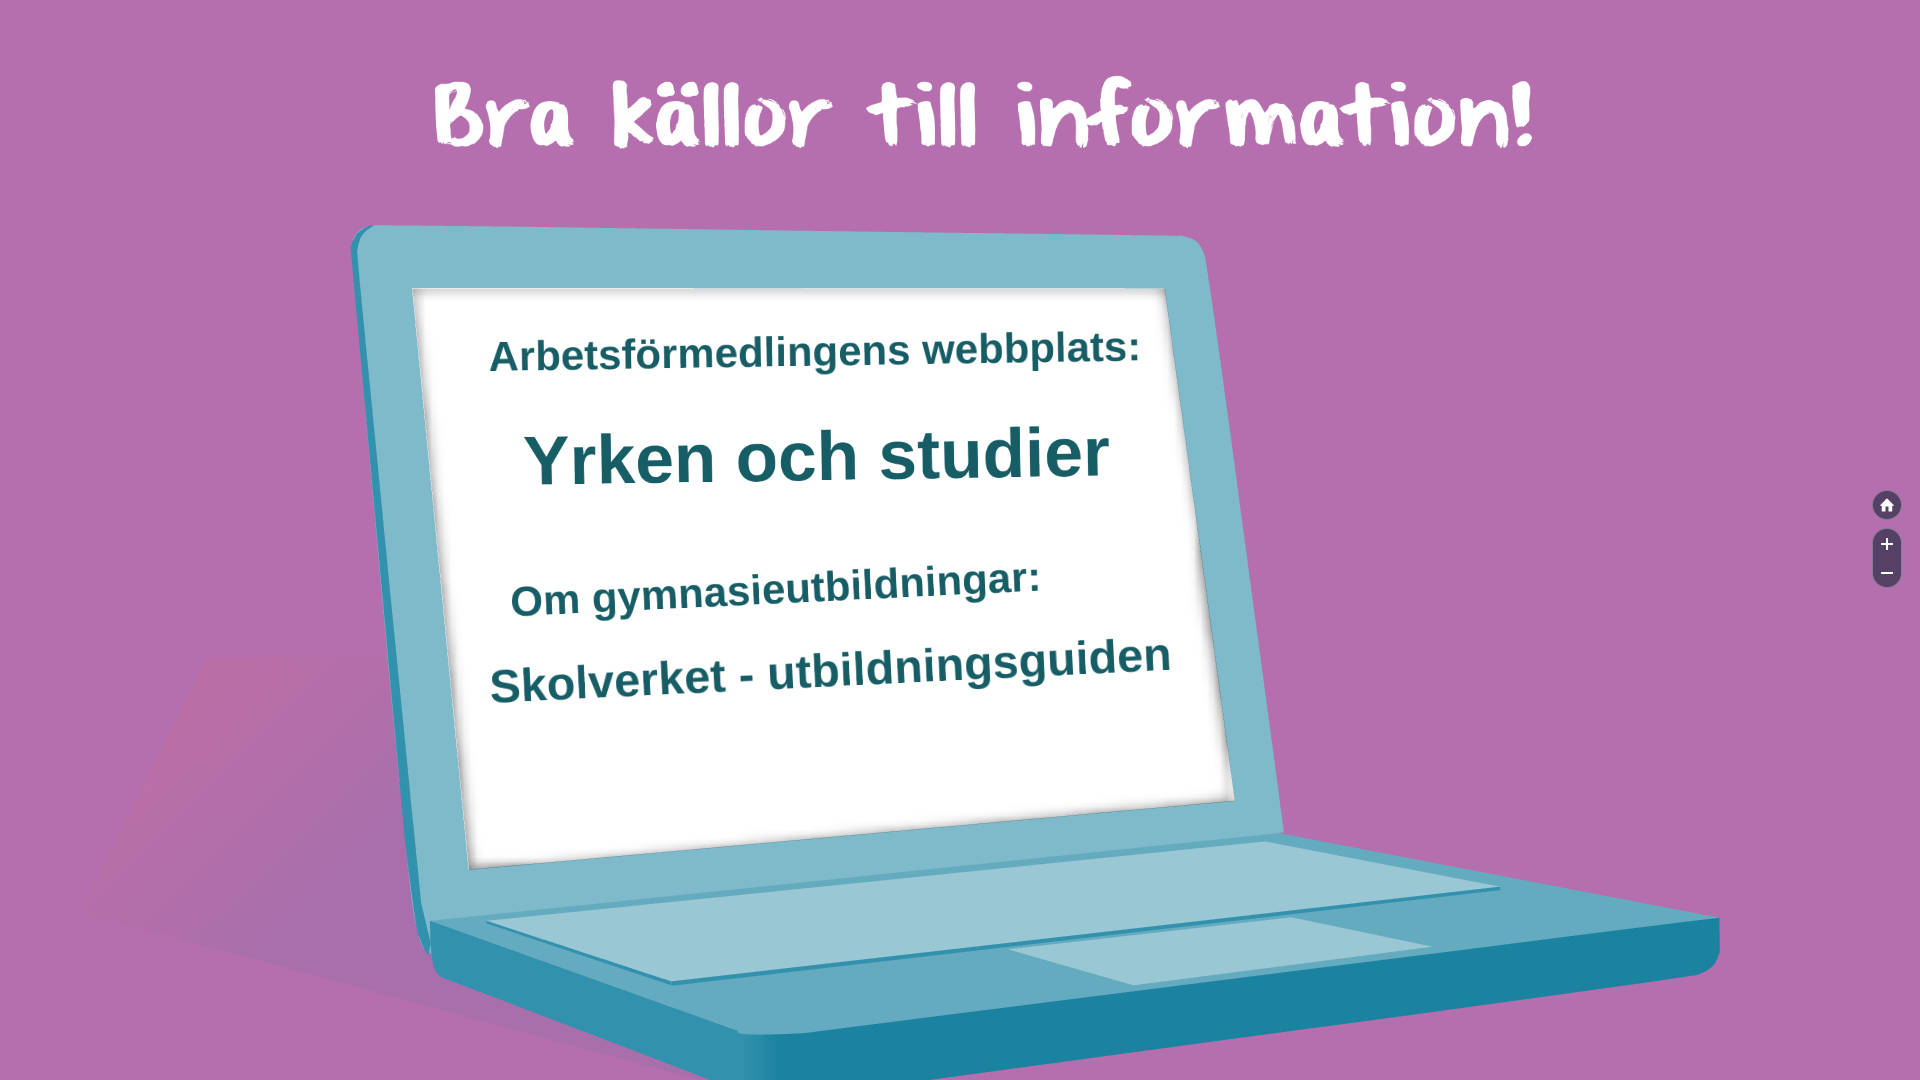 Bra källor till information!
Arbetsförmedlingens webbplats:
Yrken och studier
Om gymnasieutbildningar:
Skolverket - utbildningsguiden